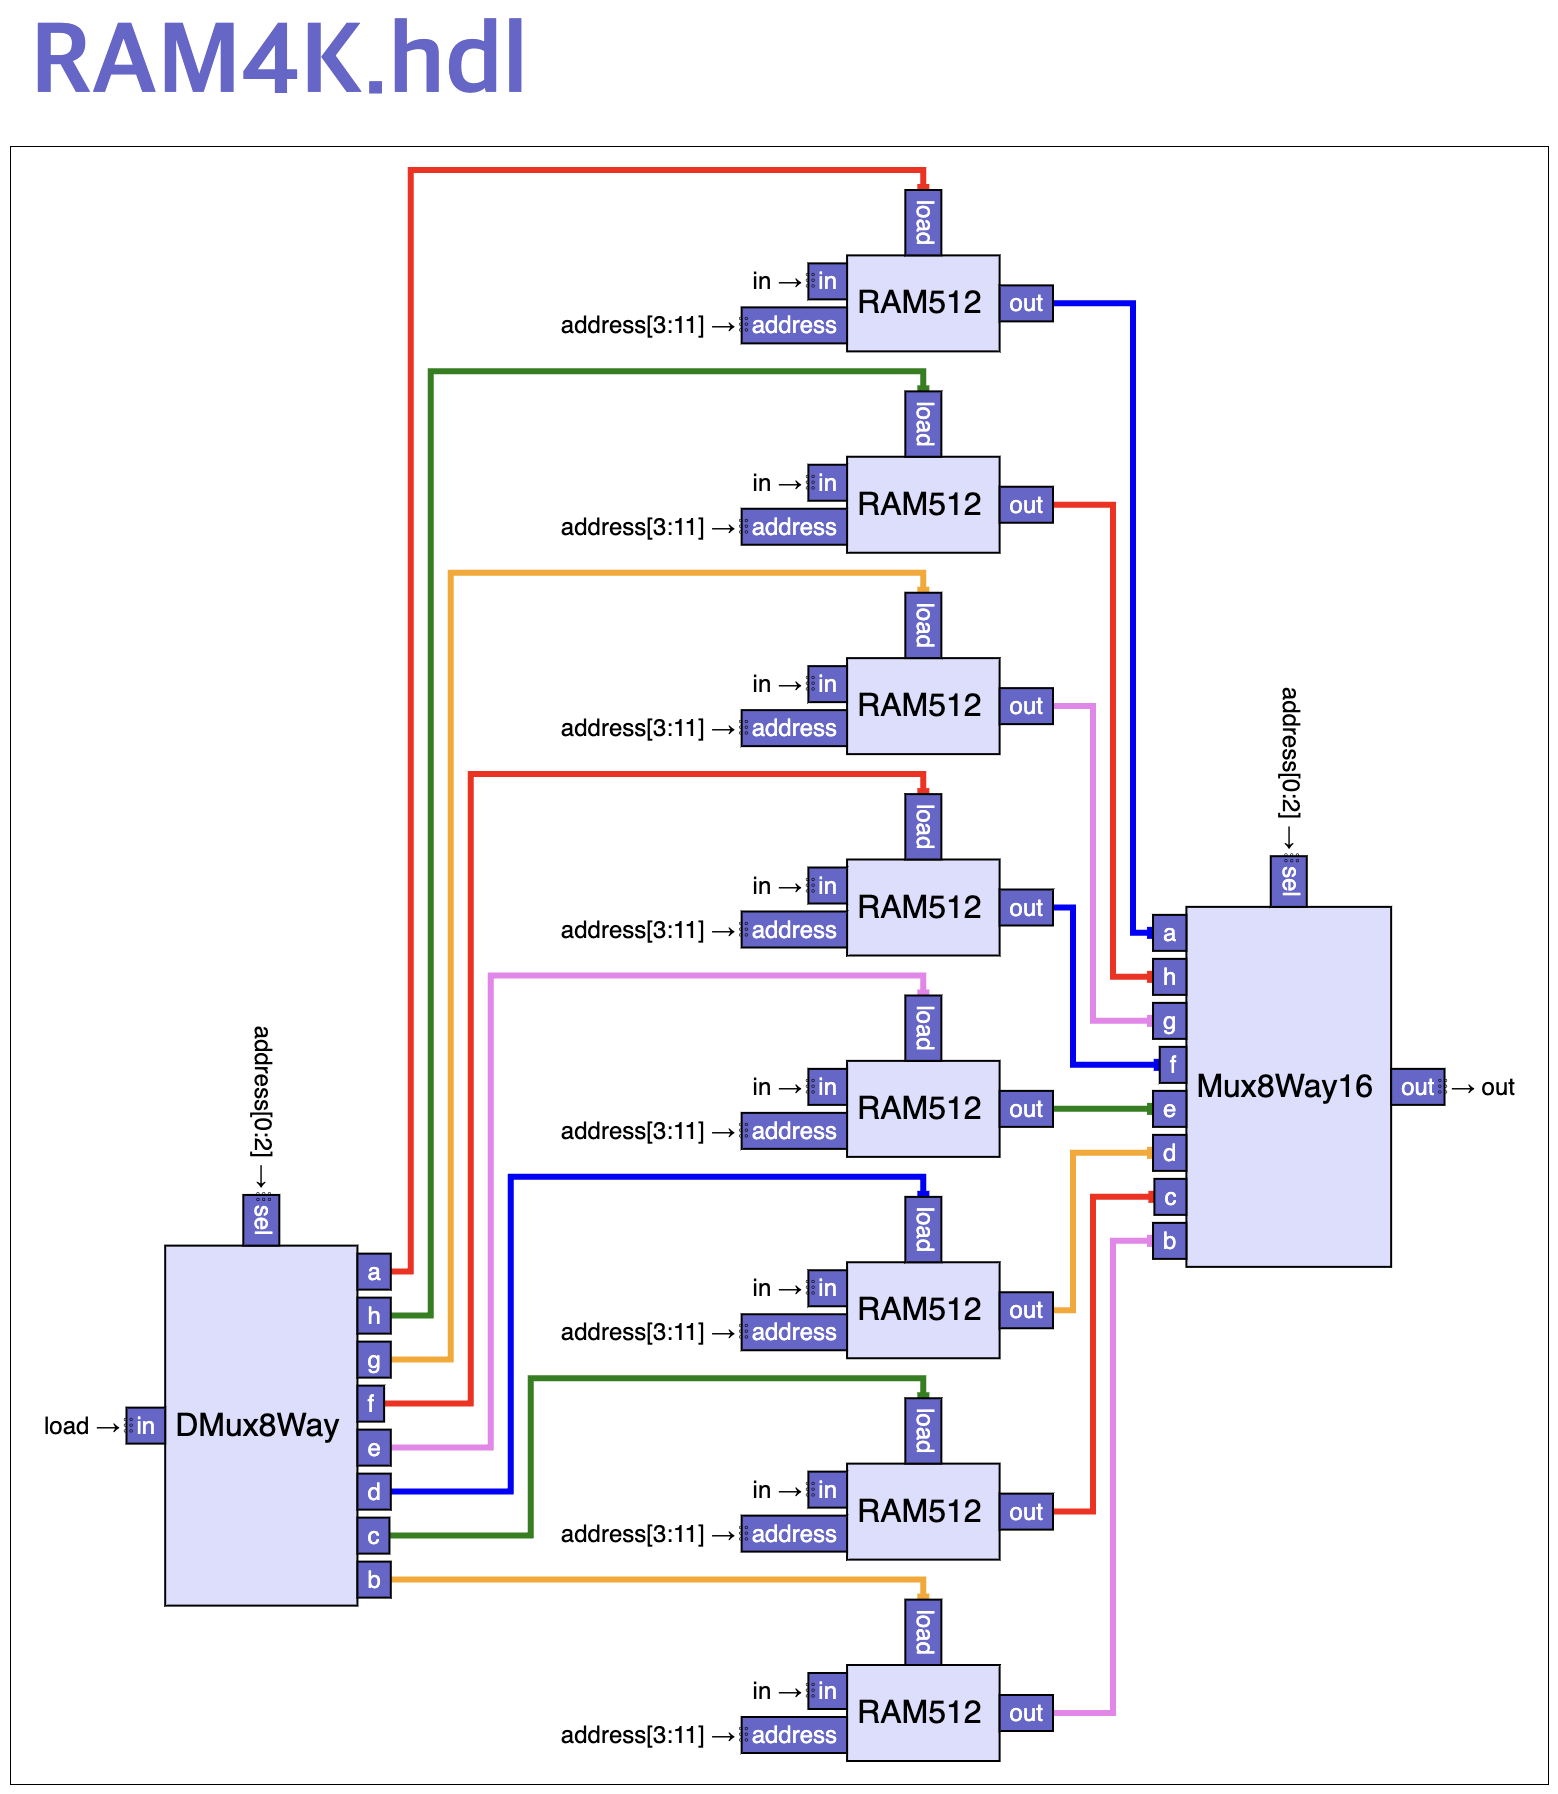 RAM4K.hdl
load
in → in
RAM512
out
address[3:11] → address
load
in → in
RAM512
out
address[3:11] → address
load
in → in
RAM512
out
address[3:11] → address
load
in → in
RAM512
out
address[3:11] → address
load
in → in
RAM512
out
address[3:11] → address
load
in → in
RAM512
out
address[3:11] → address
load
in → in
RAM512
out
address[3:11] → address
load
in → in
RAM512
out
address[3:11] → address
address[0:2] →
sel
a
h
g
f
e
d
c
b
load → in
DMux8Way
address[0:2] →
sel
a
h
g
f
e
d
c
b
Mux8Way16
out → out